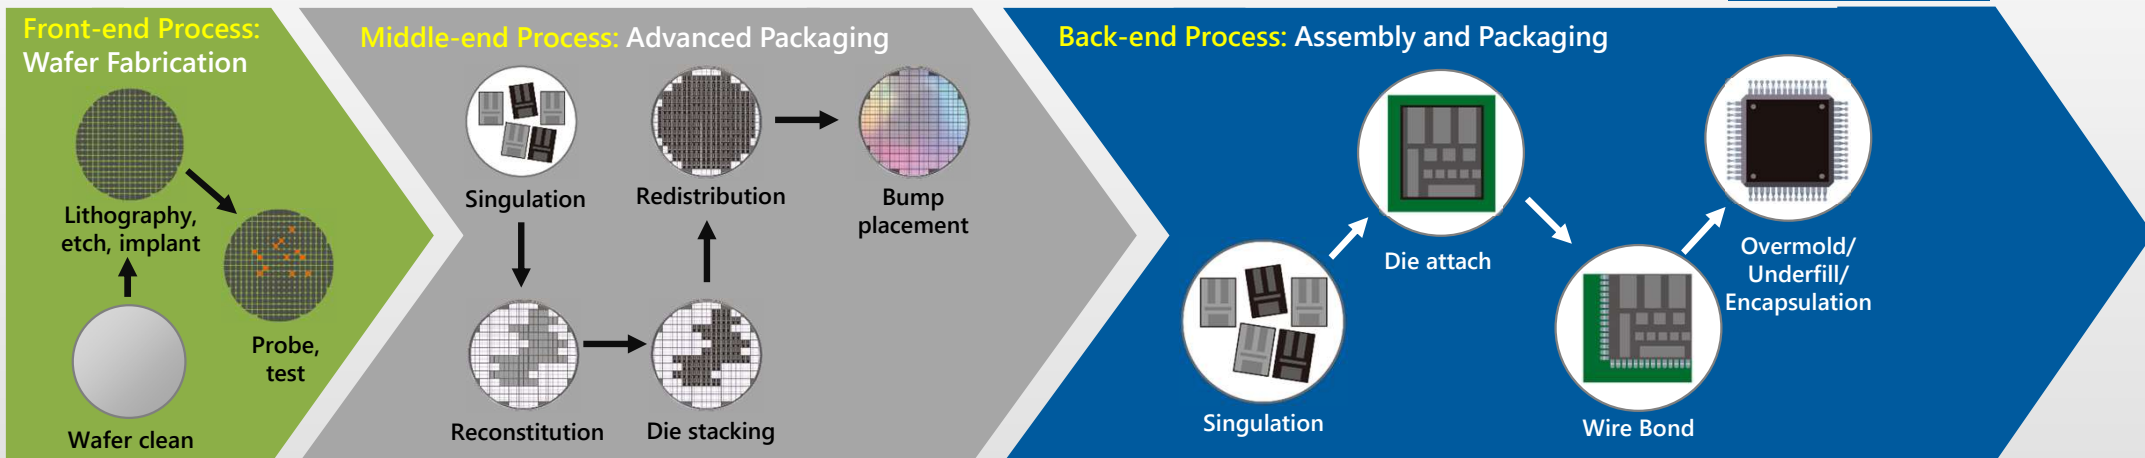 Front-end Process:
Wafer Fabrication
Lithography,
etch, implant
Probe,
test
Wafer clean
Middle-end Process: Advanced Packaging
Singulation
Redistribution
Bump
placement
Reconstitution
Die stacking
Back-end Process: Assembly and Packaging
Singulation
Die attach
Wire Bond
Overmold/
Underfill/
Encapsulation